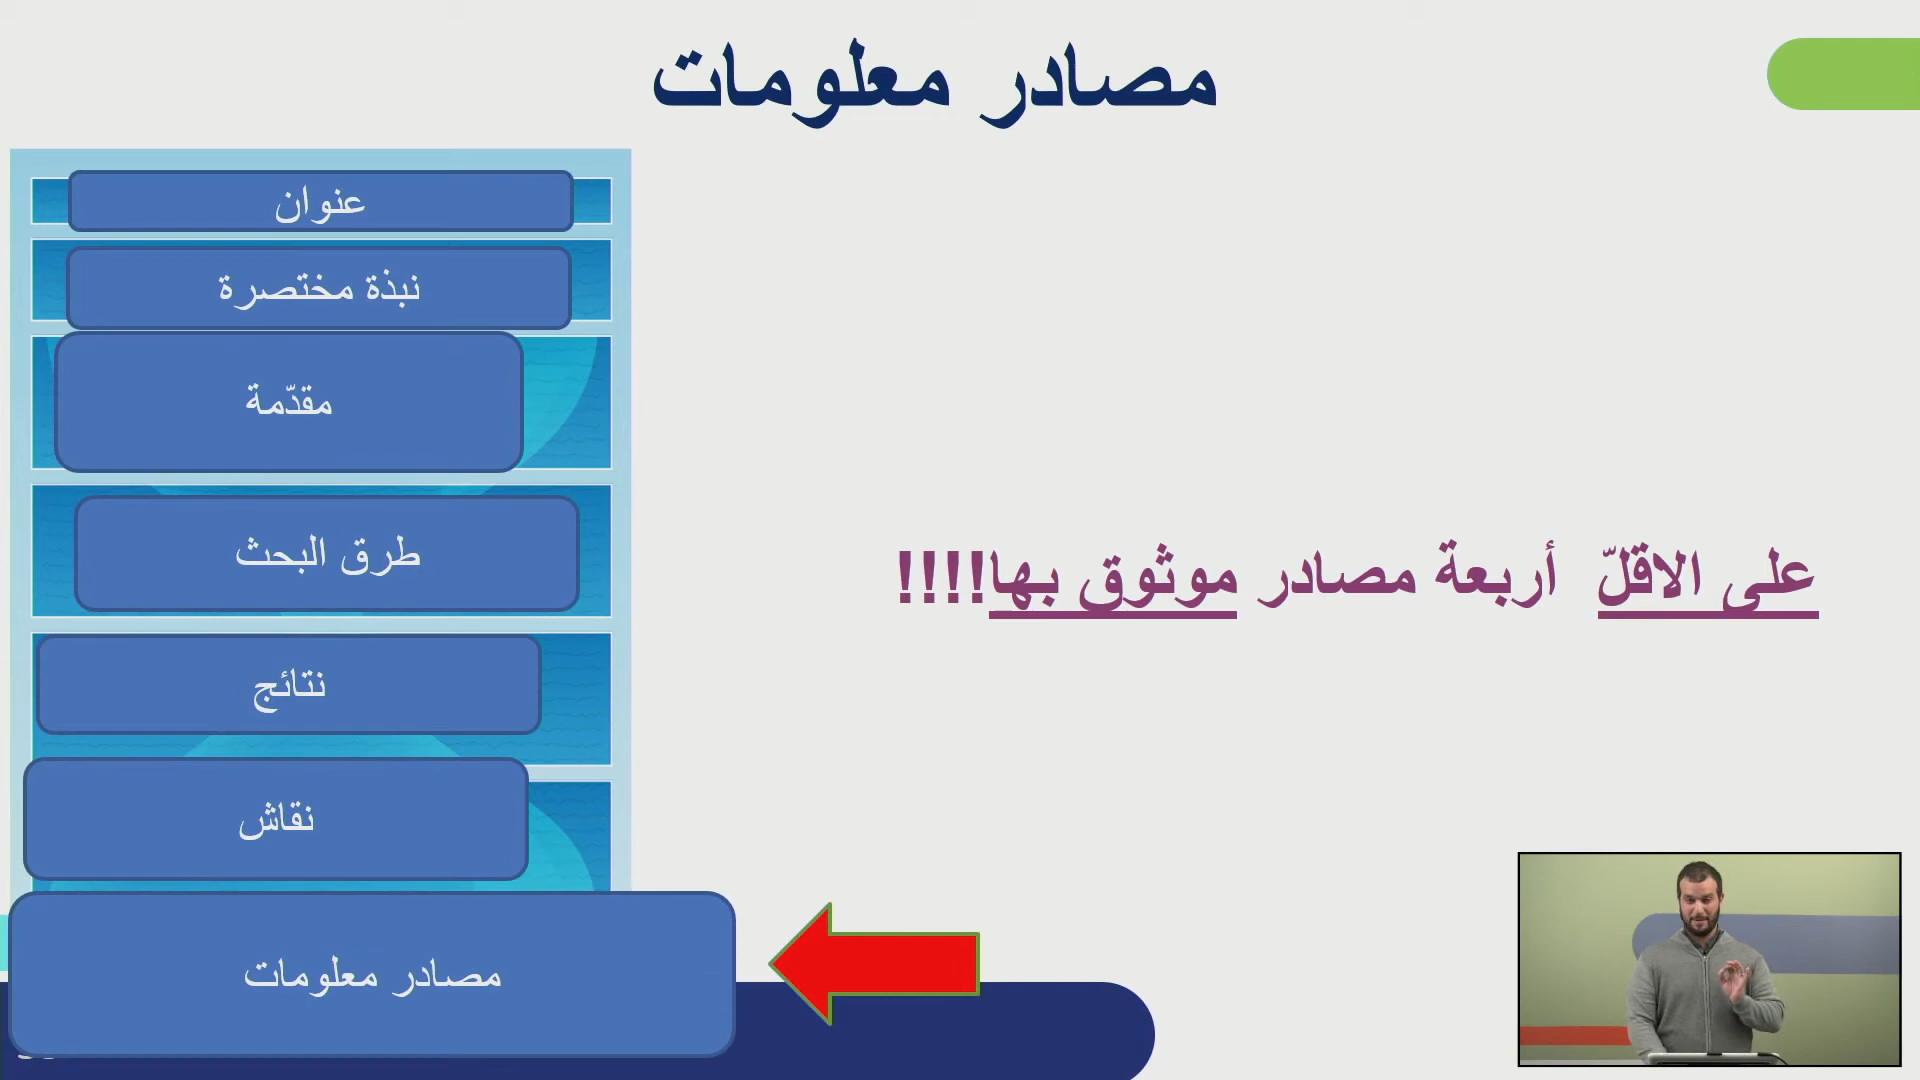 مصادر معلومات
عنوان
نبذة مختصرة
مقدّمة
طرق البحث
نتائج
نقاش
مصادر معلومات
على الاقلّ أربعة مصادر موثوق بها!!!!